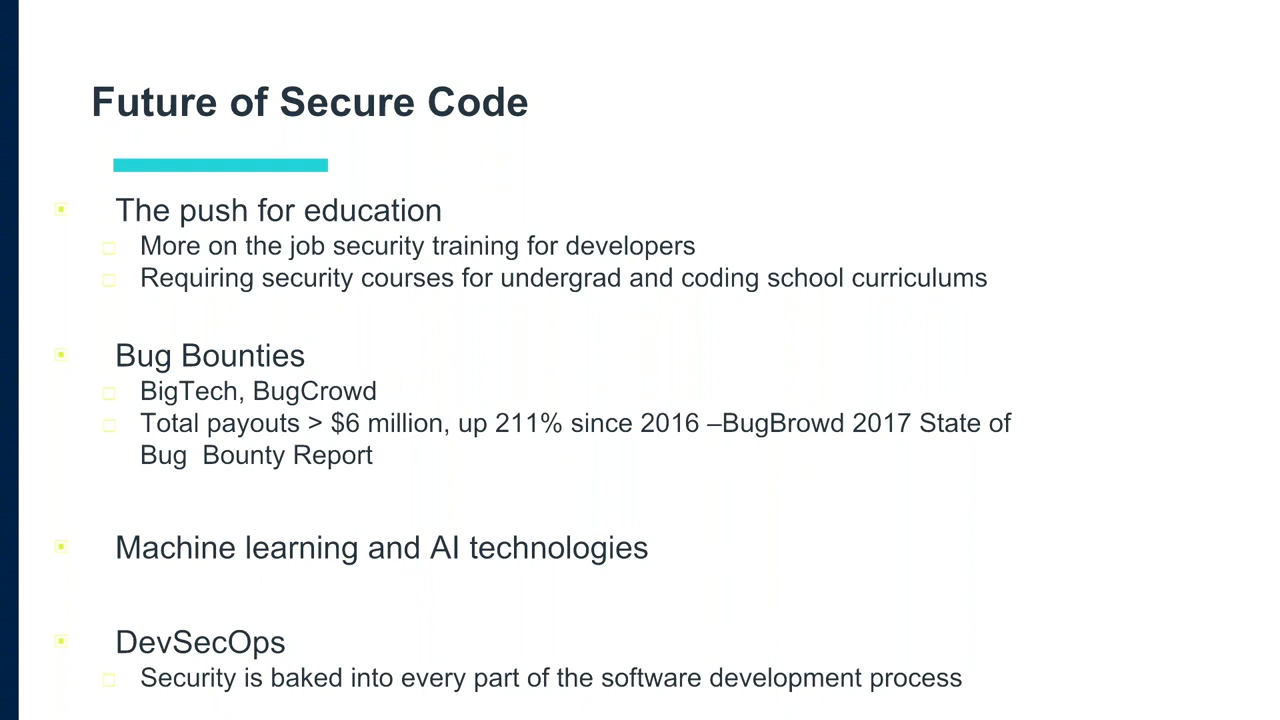 Future of Secure Code
The push for education
More on the job security training for developers
Requiring security courses for undergrad and coding school curriculums
Bug Bounties
BigTech, BugCrowd
Total payouts > $6 million, up 211% since 2016 –BugBrowd 2017 State of
Bug  Bounty Report
Machine learning and AI technologies
DevSecOps
Security is baked into every part of the software development process